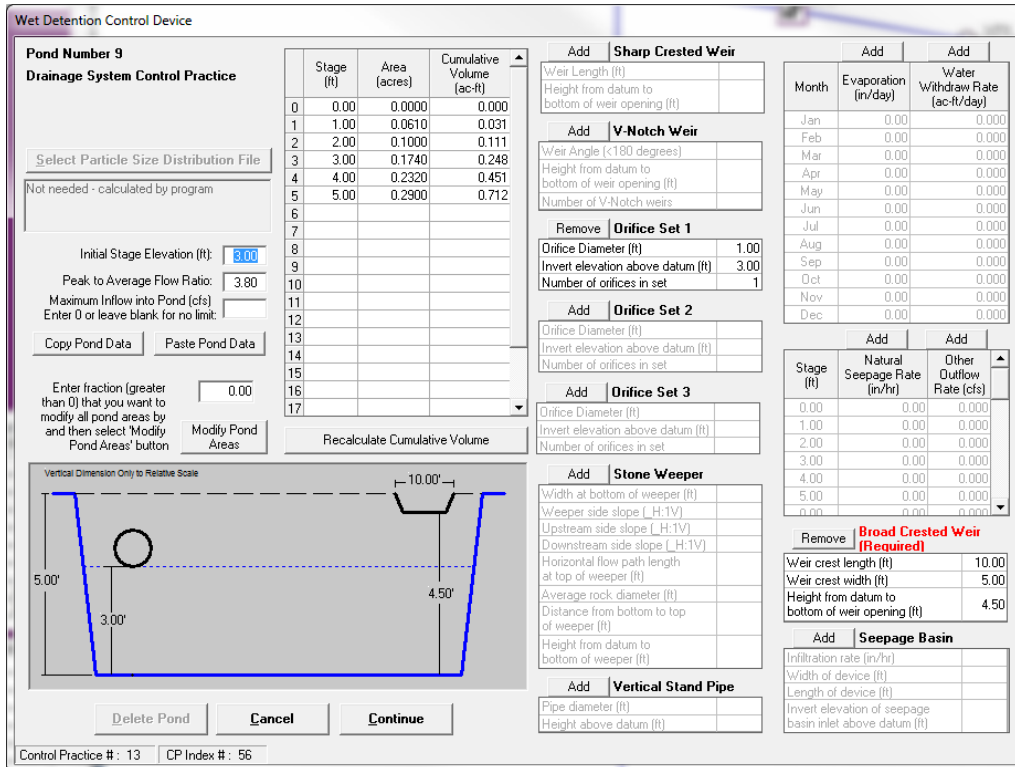 Wet Detention Control Device
Pond Number 9
Drainage System Control Practice
Select Particle Size Distribution File
Not needed - calculated by program
Initial Stage Elevation (ft): 3.00
Peak to Average Flow Ratio: 3.80
Maximum Inflow into Pond (cfs)
Enter 0 or leave blank for no limit:
Copy Pond Data Paste Pond Data
Enter fraction (greater
than 0) that you want to
modify all pond areas by
and then select 'Modify
Pond Areas' button
0.00
Modify Pond
Areas
Stage
(ft)
Area
(acres)
Cumulative
Volume
(ac-ft)
0 0.00 0.0000 0.000
1 1.00 0.0610 0.031
2 2.00 0.1000 0.111
3 3.00 0.1740 0.248
4 4.00 0.2320 0.451
5 5.00 0.2900 0.712
6
7
8
9
10
11
12
13
14
15
16
17
Recalculate Cumulative Volume
Vertical Dimension Only to Relative Scale
10.00'
5.00'
3.00'
4.50'
Delete Pond Cancel Continue
Control Practice # : 13 CP Index # : 56
Add Sharp Crested Weir
Weir Length (ft)
Height from datum to
bottom of weir opening (ft)
Add V-Notch Weir
Weir Angle (<180 degrees)
Height from datum to
bottom of weir opening (ft)
Number of V-Notch weirs
Remove Orifice Set 1
Orifice Diameter (ft) 1.00
Invert elevation above datum (ft) 3.00
Number of orifices in set 1
Add Orifice Set 2
Orifice Diameter (ft)
Invert elevation above datum (ft)
Number of orifices in set
Add Orifice Set 3
Orifice Diameter (ft)
Invert elevation above datum (ft)
Number of orifices in set
Add Stone Weeper
Width at bottom of weeper (ft)
Weeper side slope (_H:1V)
Upstream side slope (_H:1V)
Downstream side slope (_H:1V)
Horizontal flow path length
at top of weeper (ft)
Average rock diameter (ft)
Distance from bottom to top
of weeper (ft)
Height from datum to
bottom of weeper (ft)
Add Vertical Stand Pipe
Pipe diameter (ft)
Height above datum (ft)
Add Add
Month
Evaporation
(in/day)
Water
Withdraw Rate
(ac-ft/day)
Jan 0.00 0.000
Feb 0.00 0.000
Mar 0.00 0.000
Apr 0.00 0.000
May 0.00 0.000
Jun 0.00 0.000
Jul 0.00 0.000
Aug 0.00 0.000
Sep 0.00 0.000
Oct 0.00 0.000
Nov 0.00 0.000
Dec 0.00 0.000
Add Add
Stage
(ft)
Natural
Seepage Rate
(in/hr)
Other
Outflow
Rate (cfs)
0.00 0.00 0.000
1.00 0.00 0.000
2.00 0.00 0.000
3.00 0.00 0.000
4.00 0.00 0.000
5.00 0.00 0.000
0.00 0.00 0.000
Remove Broad Crested Weir
(Required)
Weir crest length (ft) 10.00
Weir crest width (ft) 5.00
Height from datum to
bottom of weir opening (ft) 4.50
Add Seepage Basin
Infiltration rate (in/hr)
Width of device (ft)
Length of device (ft)
Invert elevation of seepage
basin inlet above datum (ft)